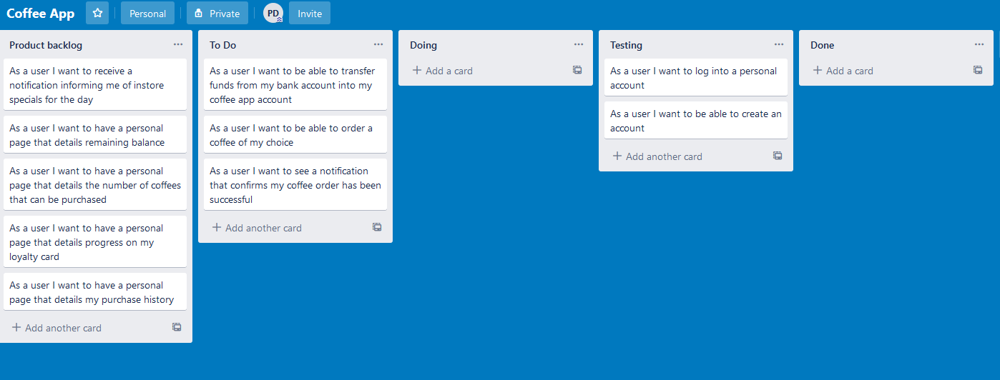 Coffee App
Personal
Private
PD
Invite
Product backlog
As a user I want to receive a
notification informing me of instore
specials for the day
As a user I want to have a personal
page that details remaining balance
As a user I want to have a personal
page that details the number of coffees
that can be purchased
As a user I want to have a personal
page that details progress on my
loyalty card
As a user I want to have a personal
page that details my purchase history
Add another card
To Do
As a user I want to be able to transfer
funds from my bank account into my
coffee app account
As a user I want to be able to order a
coffee of my choice
As a user I want to see a notification
that confirms my coffee order has been
successful
Add another card
Doing
Add a card
Testing
As a user I want to log into a personal
account
As a user I want to be able to create an
account
Add another card
Done
Add a card